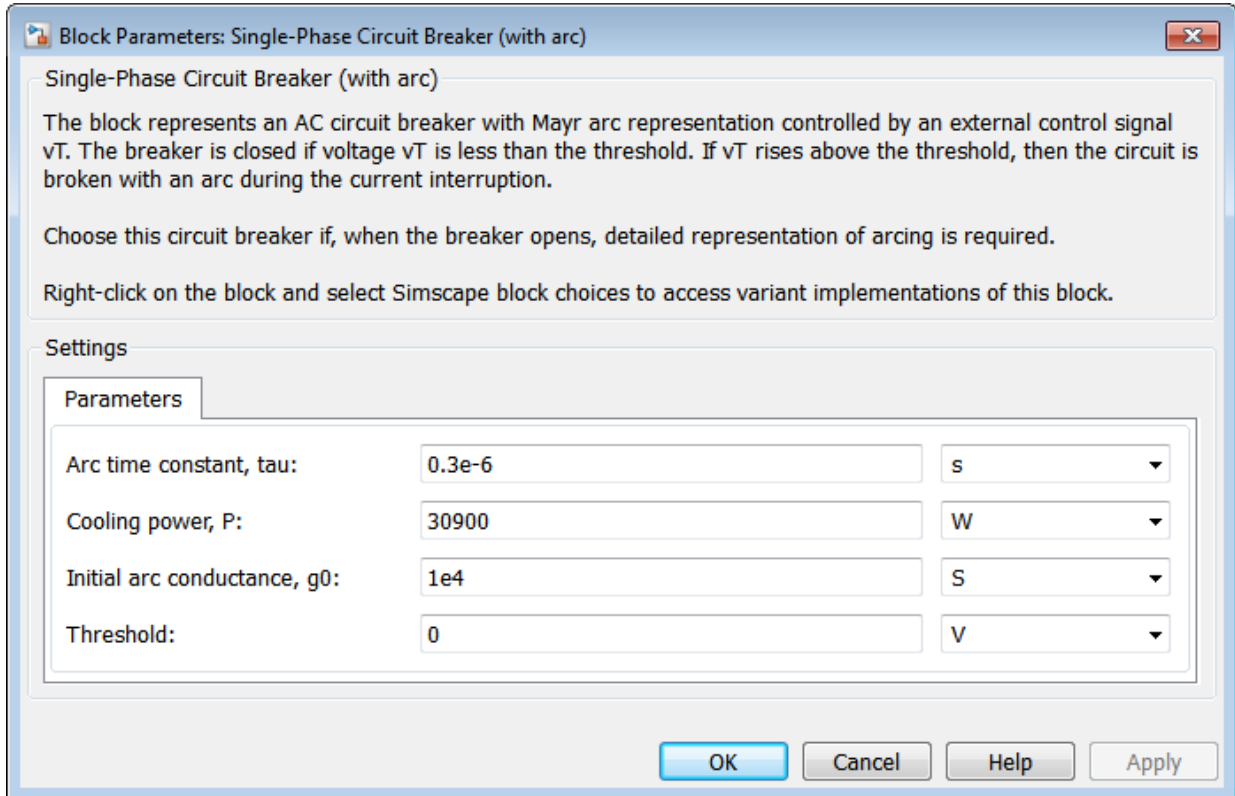 Block Parameters: Single-Phase Circuit Breaker (with arc)
Single-Phase Circuit Breaker (with arc)
The block represents an AC circuit breaker with Mayr arc representation controlled by an external control signal
vT. The breaker is closed if voltage vT is less than the threshold. If vT rises above the threshold, then the circuit is
broken with an arc during the current interruption.
Choose this circuit breaker if, when the breaker opens, detailed representation of arcing is required.
Right-click on the block and select Simscape block choices to access variant implementations of this block.
Settings
Parameters
Arc time constant, tau: 0.3e-6 s
Cooling power, P: 30900 W
Initial arc conductance, g0: 1e4 S
Threshold: 0 V
OK Cancel Help Apply